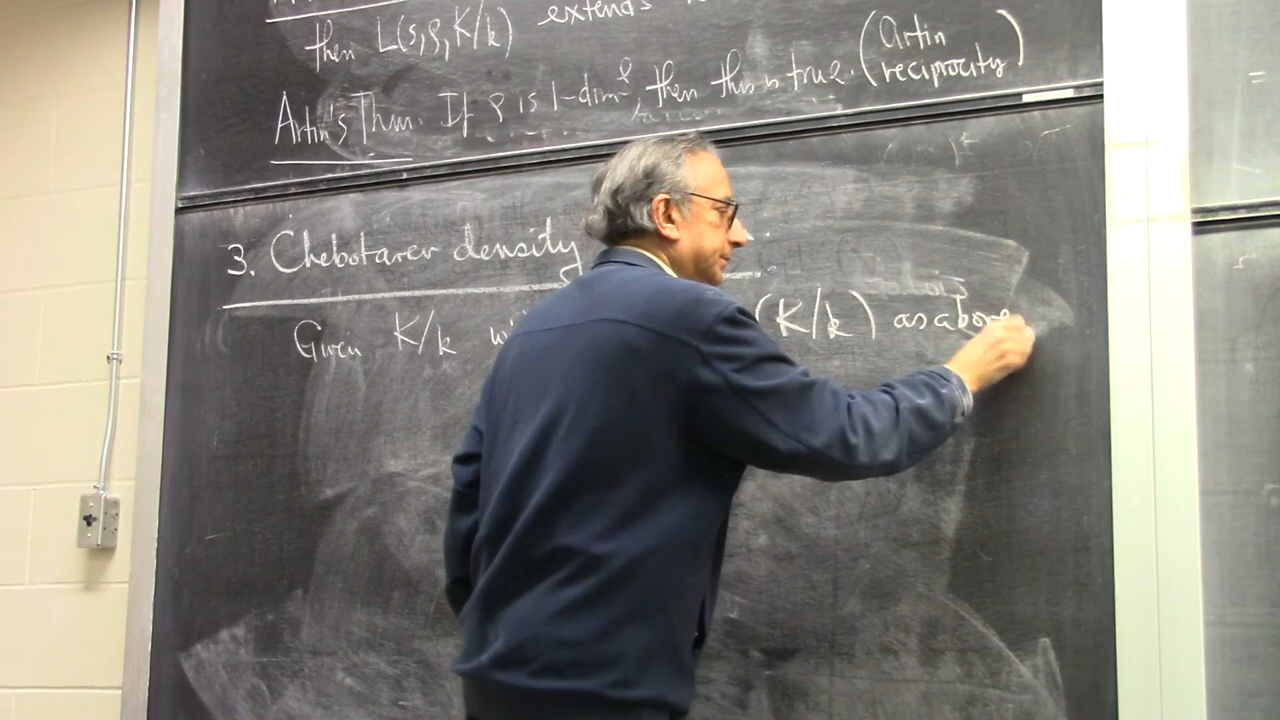 then L(s, ρ, K/k) extends
Artin's Thm. If ρ is 1-dimˡ, then this is true. (Artin reciprocity)
3. Chebotarev density
Given K/k (K/k) as above
=